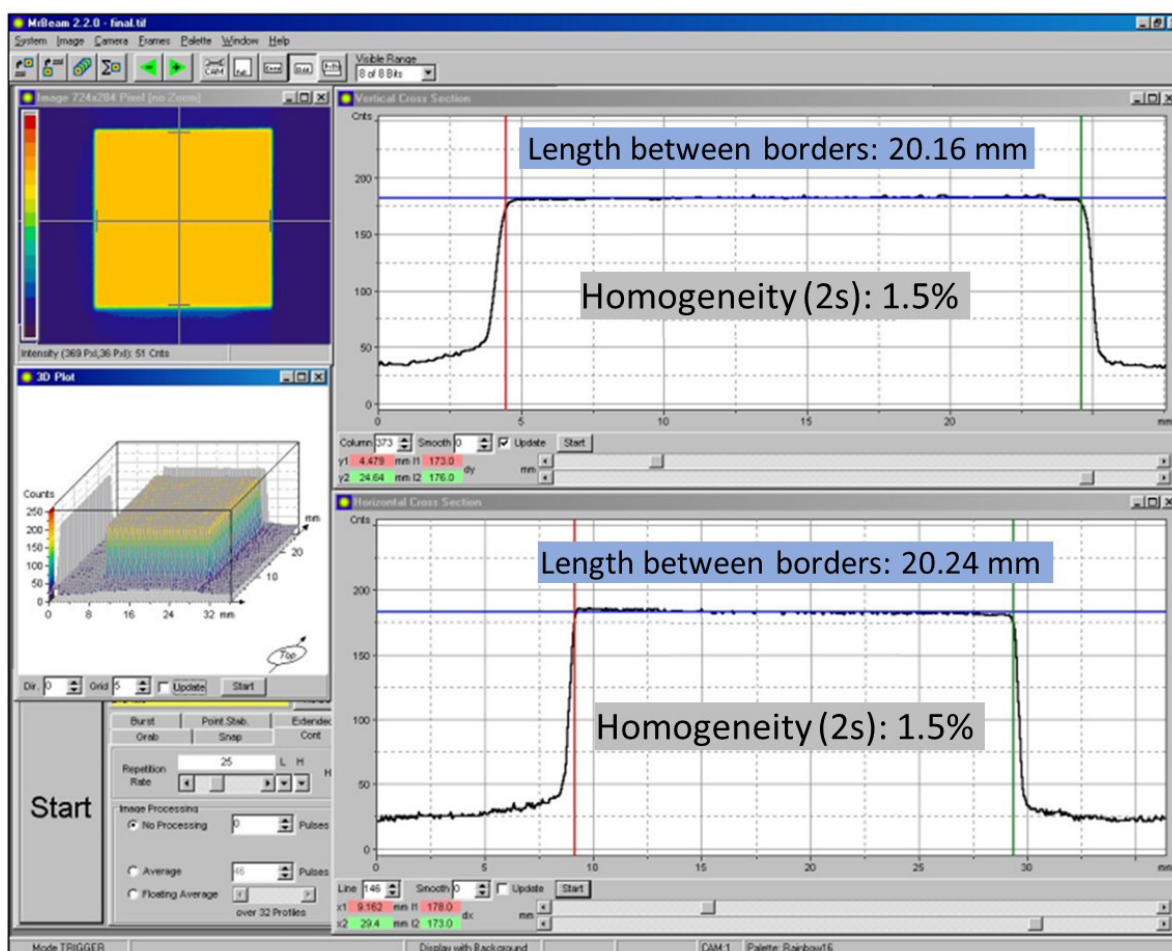 MrBeam 2.2.0 - final.tif
System Image Camera Frames Palette Window Help
CAM
Visible Range
8 of 8 Bits
Image 724x284 Pixel [no Zoom]
Intensity (369 Pxl,36 Pxl): 51 Cnts
Vertical Cross Section
Cnts
Length between borders: 20.16 mm
200
150
Homogeneity (2s): 1.5%
100
50
0
0 5 10 15 20 mm
Column 373 Smooth 0 Update Start
y1 4.479 mm I1 173.0 dy mm
y2 24.64 mm I2 176.0
3D Plot
Counts
250
200
150
100
50
0
0 8 16 24 32 mm
10 20 mm
Top
Dir. 0 Grid 5 Update Start
Horizontal Cross Section
Cnts
Length between borders: 20.24 mm
200
150
Homogeneity (2s): 1.5%
100
50
0
0 5 10 15 20 25 30 mm
Line 146 Smooth 0 Update Start
x1 9.162 mm I1 178.0 dx mm
x2 29.4 mm I2 173.0
Start
Burst Point.Stab. Extended
Grab Snap Cont
Repetition Rate 25 L H
H
Image Processing
No Processing 0 Pulses
Average 46 Pulses
Floating Average
over 32 Profiles
Mode TRIGGER Display with Background CAM:1 Palette: Rainbow16